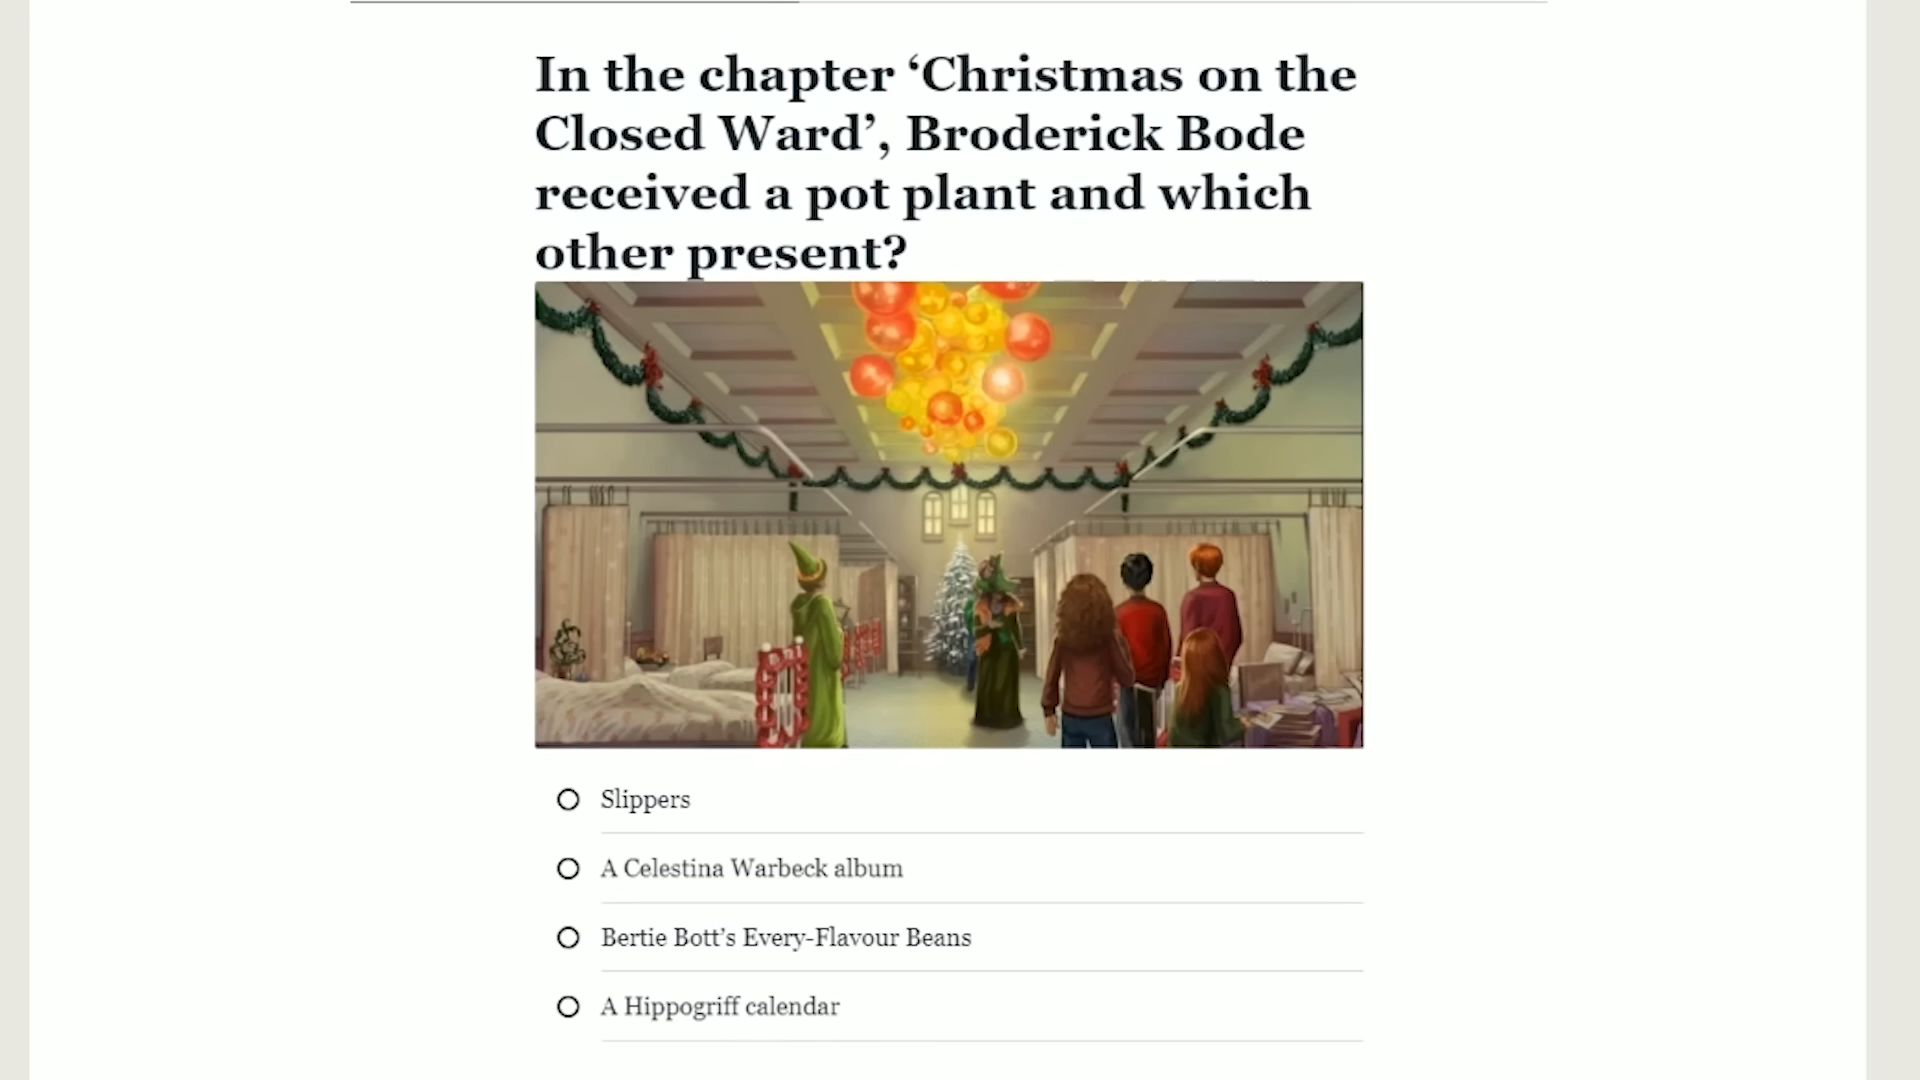 In the chapter ‘Christmas on the
Closed Ward’, Broderick Bode
received a pot plant and which
other present?
Slippers
A Celestina Warbeck album
Bertie Bott’s Every-Flavour Beans
A Hippogriff calendar